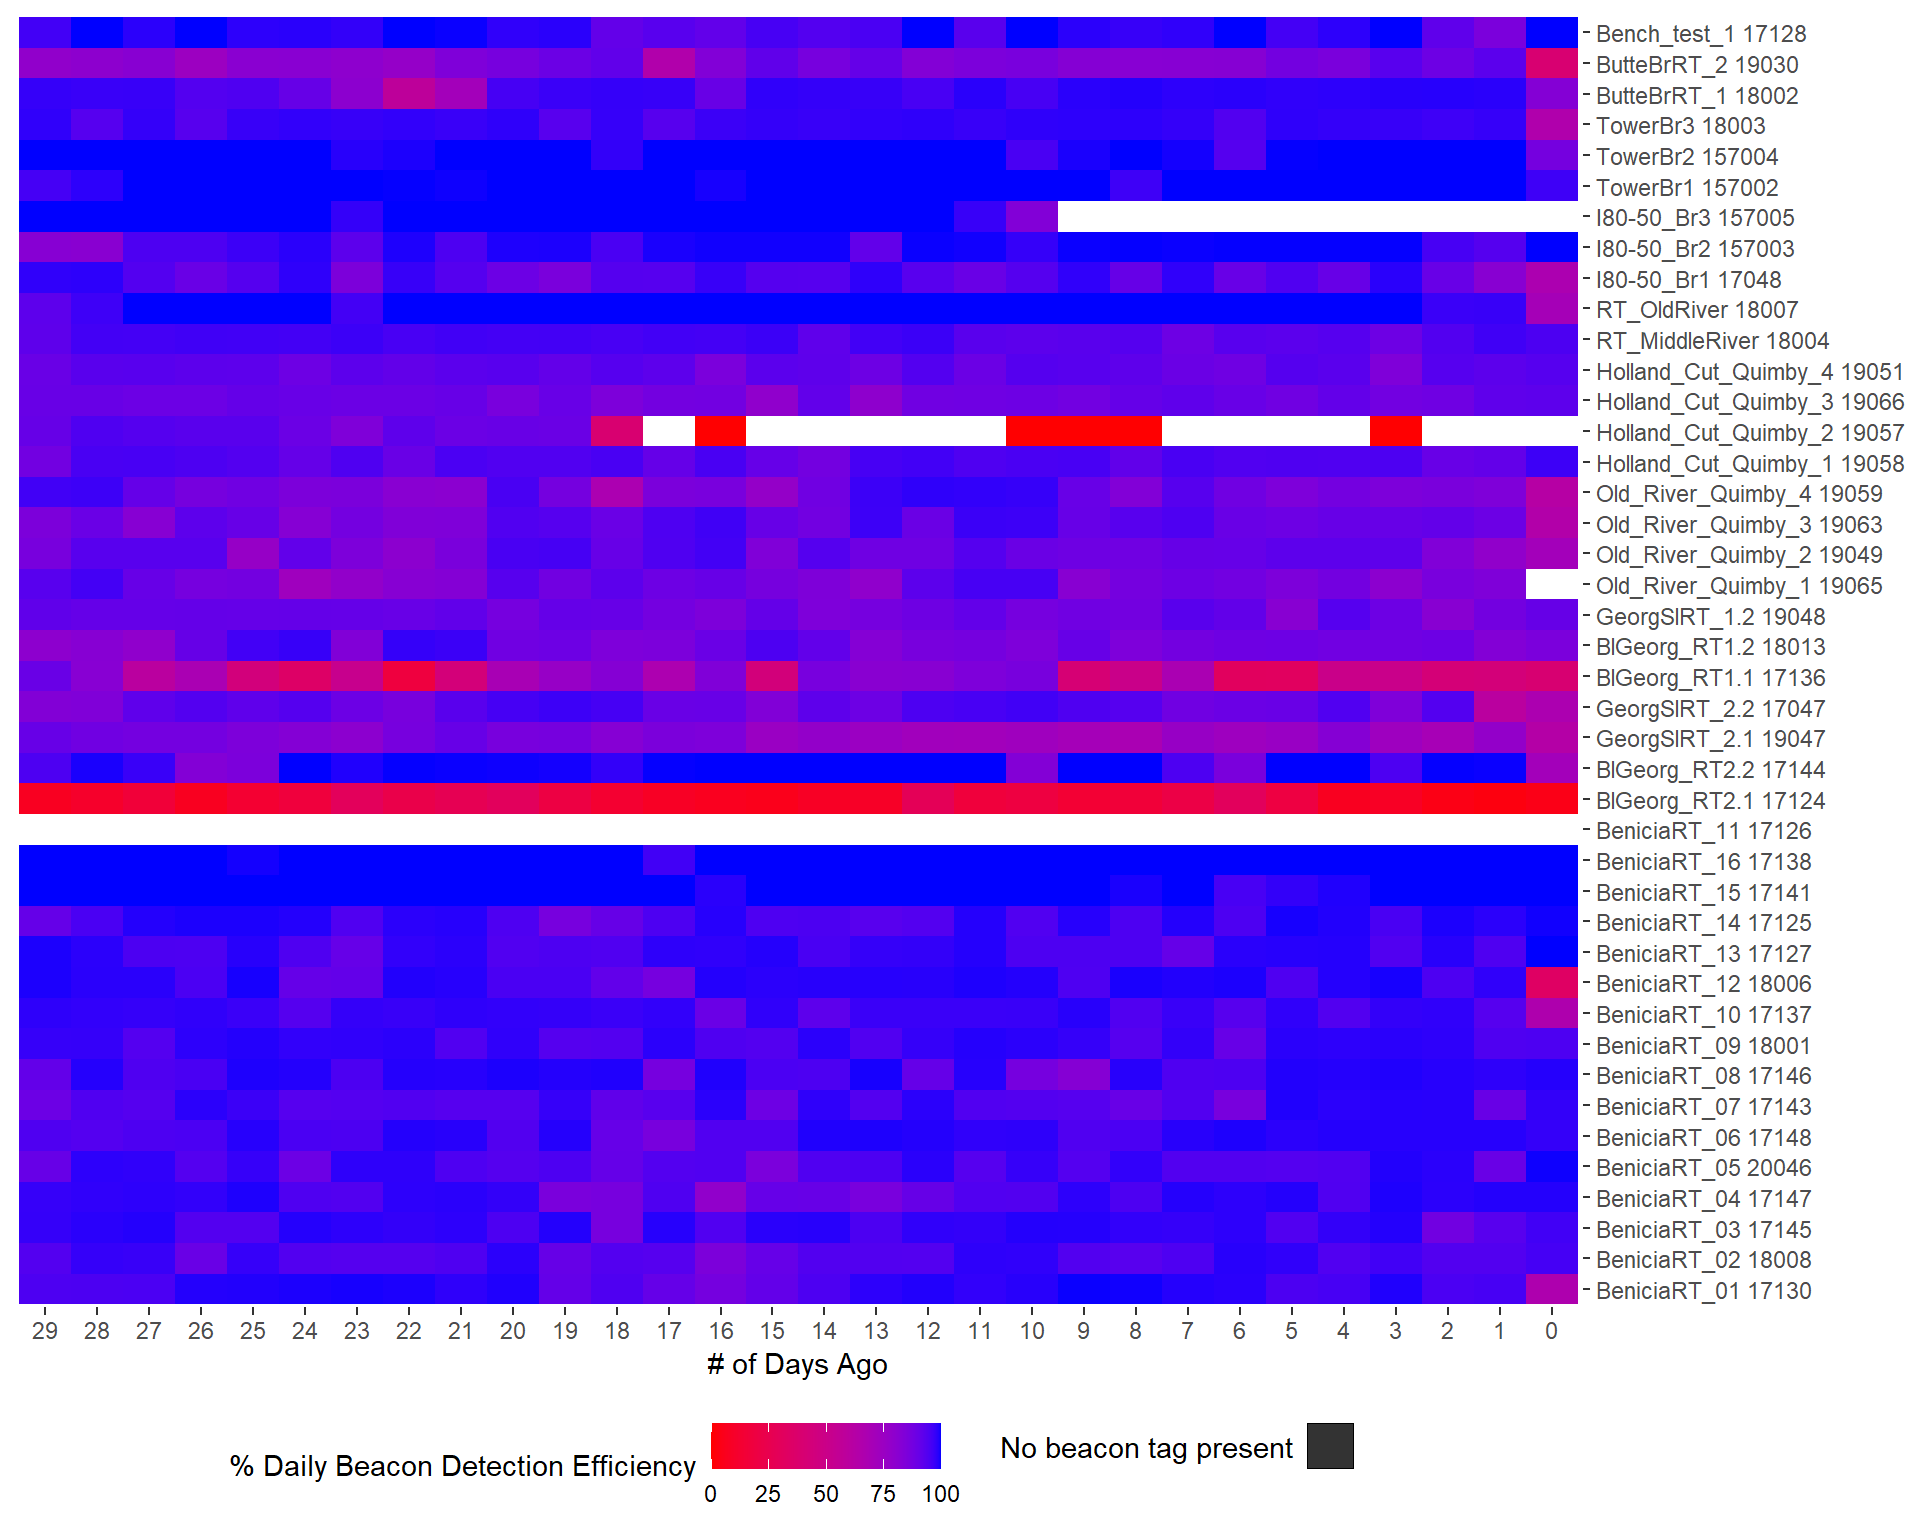 Bench_test_1 17128
ButteBrRT_2 19030
ButteBrRT_1 18002
TowerBr3 18003
TowerBr2 157004
TowerBr1 157002
I80-50_Br3 157005
I80-50_Br2 157003
I80-50_Br1 17048
RT_OldRiver 18007
RT_MiddleRiver 18004
Holland_Cut_Quimby_4 19051
Holland_Cut_Quimby_3 19066
Holland_Cut_Quimby_2 19057
Holland_Cut_Quimby_1 19058
Old_River_Quimby_4 19059
Old_River_Quimby_3 19063
Old_River_Quimby_2 19049
Old_River_Quimby_1 19065
GeorgSlRT_1.2 19048
BlGeorg_RT1.2 18013
BlGeorg_RT1.1 17136
GeorgSlRT_2.2 17047
GeorgSlRT_2.1 19047
BlGeorg_RT2.2 17144
BlGeorg_RT2.1 17124
BeniciaRT_11 17126
BeniciaRT_16 17138
BeniciaRT_15 17141
BeniciaRT_14 17125
BeniciaRT_13 17127
BeniciaRT_12 18006
BeniciaRT_10 17137
BeniciaRT_09 18001
BeniciaRT_08 17146
BeniciaRT_07 17143
BeniciaRT_06 17148
BeniciaRT_05 20046
BeniciaRT_04 17147
BeniciaRT_03 17145
BeniciaRT_02 18008
BeniciaRT_01 17130
29 28 27 26 25 24 23 22 21 20 19 18 17 16 15 14 13 12 11 10 9 8 7 6 5 4 3 2 1 0
# of Days Ago
% Daily Beacon Detection Efficiency
0 25 50 75 100
No beacon tag present